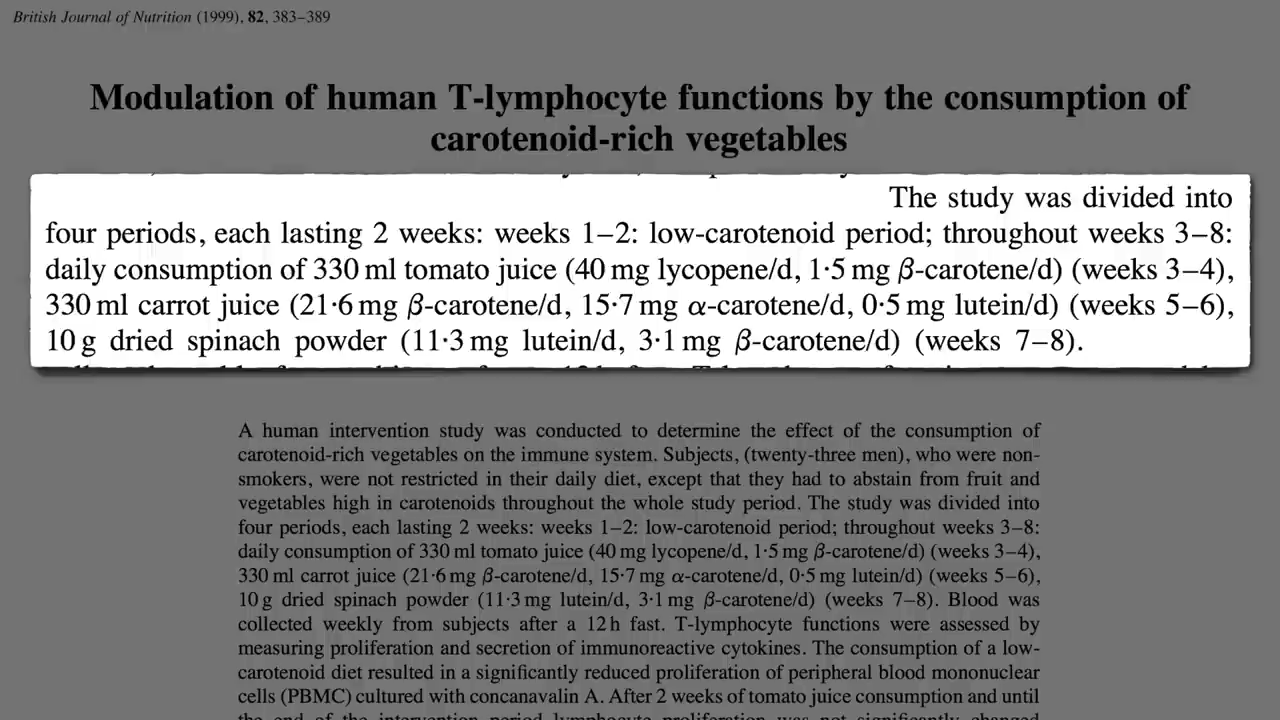 British Journal of Nutrition (1999), 82, 383–389
Modulation of human T-lymphocyte functions by the consumption of
carotenoid-rich vegetables
The study was divided into
four periods, each lasting 2 weeks: weeks 1–2: low-carotenoid period; throughout weeks 3–8:
daily consumption of 330 ml tomato juice (40 mg lycopene/d, 1·5 mg β-carotene/d) (weeks 3–4),
330 ml carrot juice (21·6 mg β-carotene/d, 15·7 mg α-carotene/d, 0·5 mg lutein/d) (weeks 5–6),
10 g dried spinach powder (11·3 mg lutein/d, 3·1 mg β-carotene/d) (weeks 7–8).
A human intervention study was conducted to determine the effect of the consumption of
carotenoid-rich vegetables on the immune system. Subjects, (twenty-three men), who were non-
smokers, were not restricted in their daily diet, except that they had to abstain from fruit and
vegetables high in carotenoids throughout the whole study period. The study was divided into
four periods, each lasting 2 weeks: weeks 1–2: low-carotenoid period; throughout weeks 3–8:
daily consumption of 330 ml tomato juice (40 mg lycopene/d, 1·5 mg β-carotene/d) (weeks 3–4),
330 ml carrot juice (21·6 mg β-carotene/d, 15·7 mg α-carotene/d, 0·5 mg lutein/d) (weeks 5–6),
10 g dried spinach powder (11·3 mg lutein/d, 3·1 mg β-carotene/d) (weeks 7–8). Blood was
collected weekly from subjects after a 12 h fast. T-lymphocyte functions were assessed by
measuring proliferation and secretion of immunoreactive cytokines. The consumption of a low-
carotenoid diet resulted in a significantly reduced proliferation of peripheral blood mononuclear
cells (PBMC) cultured with concanavalin A. After 2 weeks of tomato juice consumption and until
the end of the intervention period lymphocyte proliferation was not significantly changed